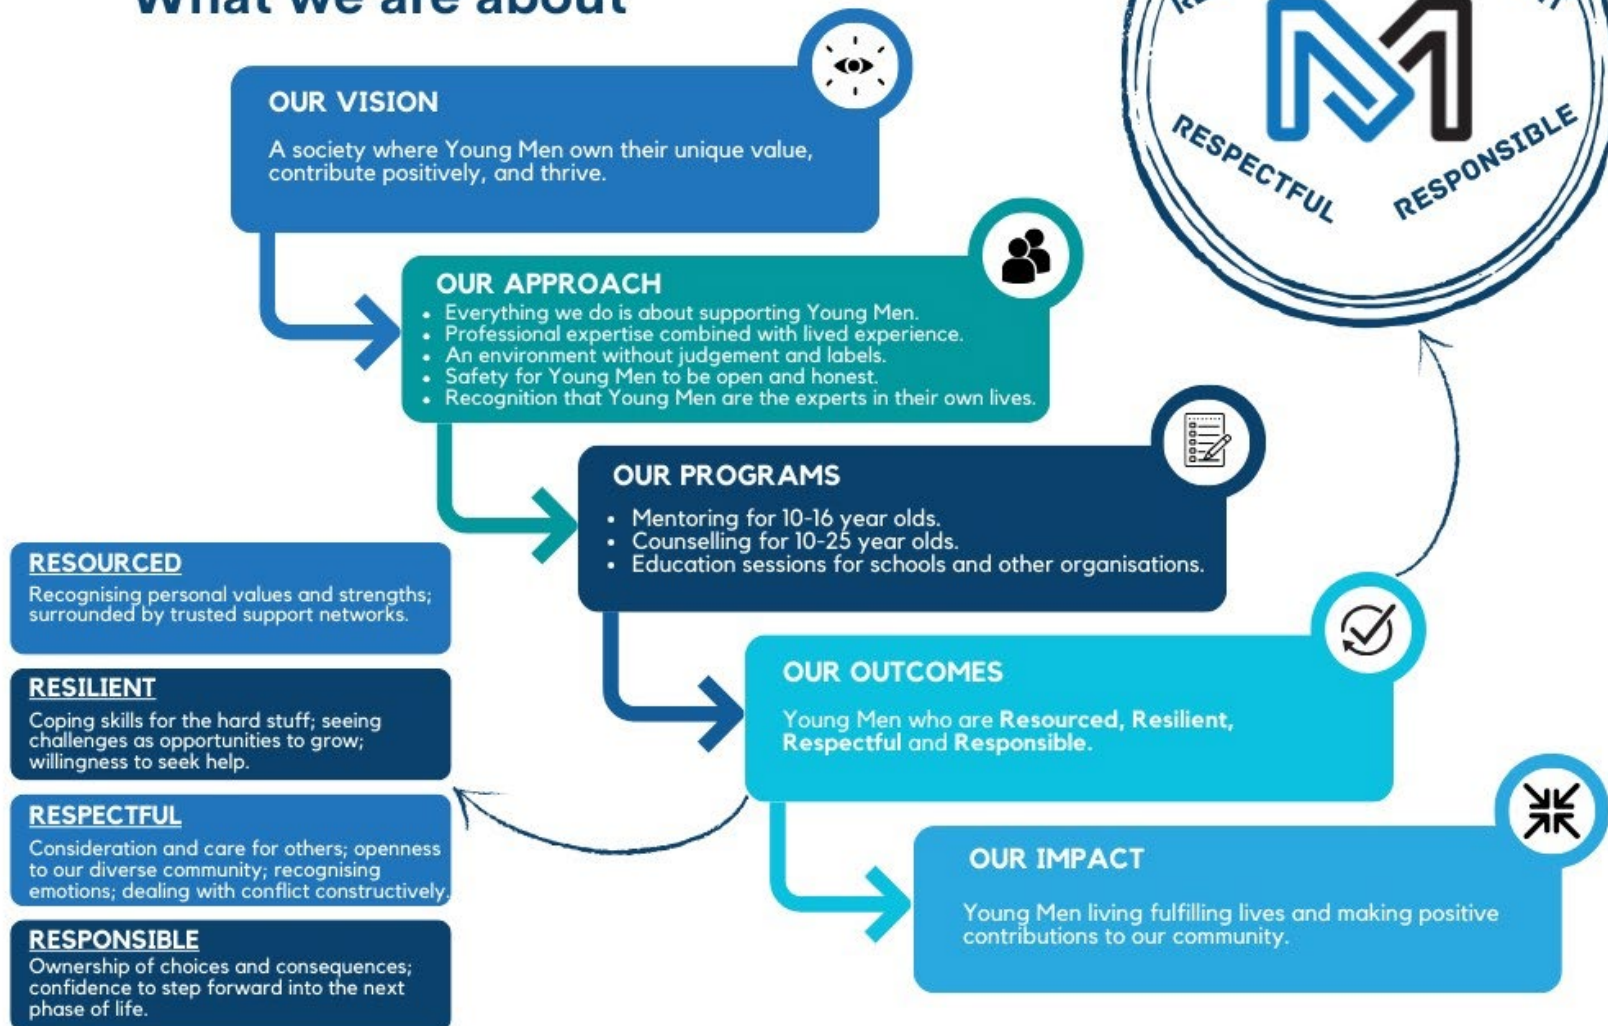 What we are about
OUR VISION
A society where Young Men own their unique value,
contribute positively, and thrive.
RESPECTFUL
RESPONSIBLE
OUR APPROACH
• Everything we do is about supporting Young Men.
• Professional expertise combined with lived experience.
• An environment without judgement and labels.
• Safety for Young Men to be open and honest.
• Recognition that Young Men are the experts in their own lives.
OUR PROGRAMS
• Mentoring for 10-16 year olds.
• Counselling for 10-25 year olds.
• Education sessions for schools and other organisations.
RESOURCED
Recognising personal values and strengths;
surrounded by trusted support networks.
RESILIENT
Coping skills for the hard stuff; seeing
challenges as opportunities to grow;
willingness to seek help.
RESPECTFUL
Consideration and care for others; openness
to our diverse community; recognising
emotions; dealing with conflict constructively.
RESPONSIBLE
Ownership of choices and consequences;
confidence to step forward into the next
phase of life.
OUR OUTCOMES
Young Men who are Resourced, Resilient,
Respectful and Responsible.
OUR IMPACT
Young Men living fulfilling lives and making positive
contributions to our community.